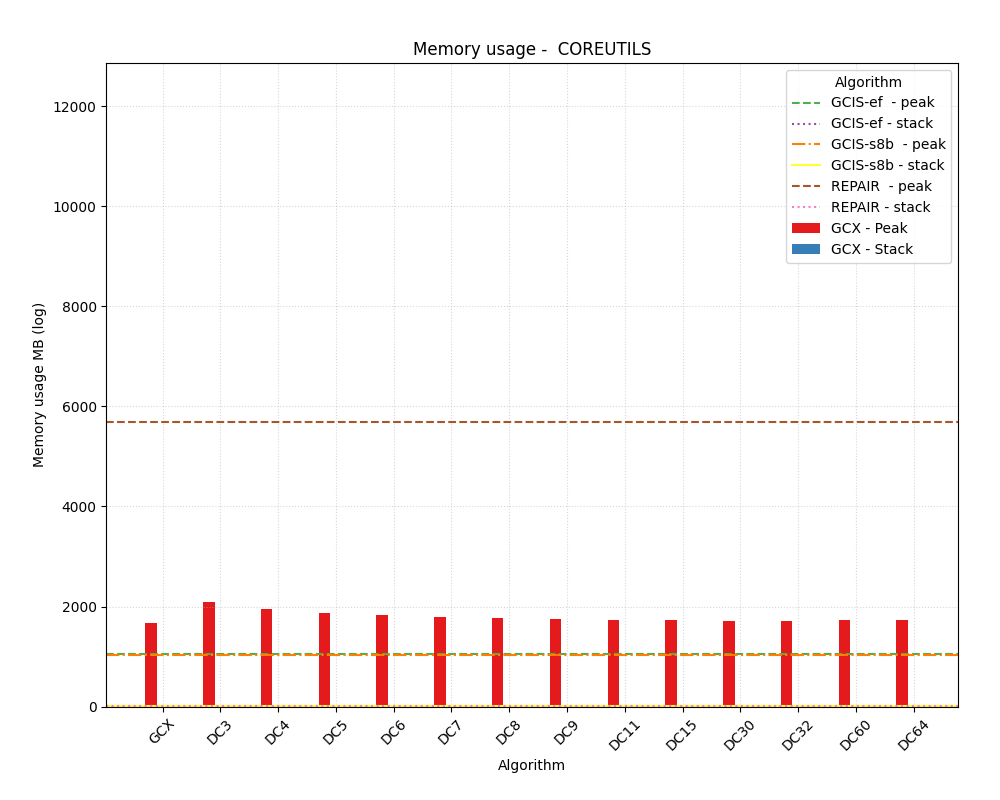 Memory usage -  COREUTILS
Algorithm
GCIS-ef  - peak
GCIS-ef - stack
GCIS-s8b  - peak
GCIS-s8b - stack
REPAIR  - peak
REPAIR - stack
GCX - Peak
GCX - Stack
Memory usage MB (log)
12000
10000
8000
6000
4000
2000
0
GCX DC3 DC4 DC5 DC6 DC7 DC8 DC9 DC11 DC15 DC30 DC32 DC60 DC64
Algorithm